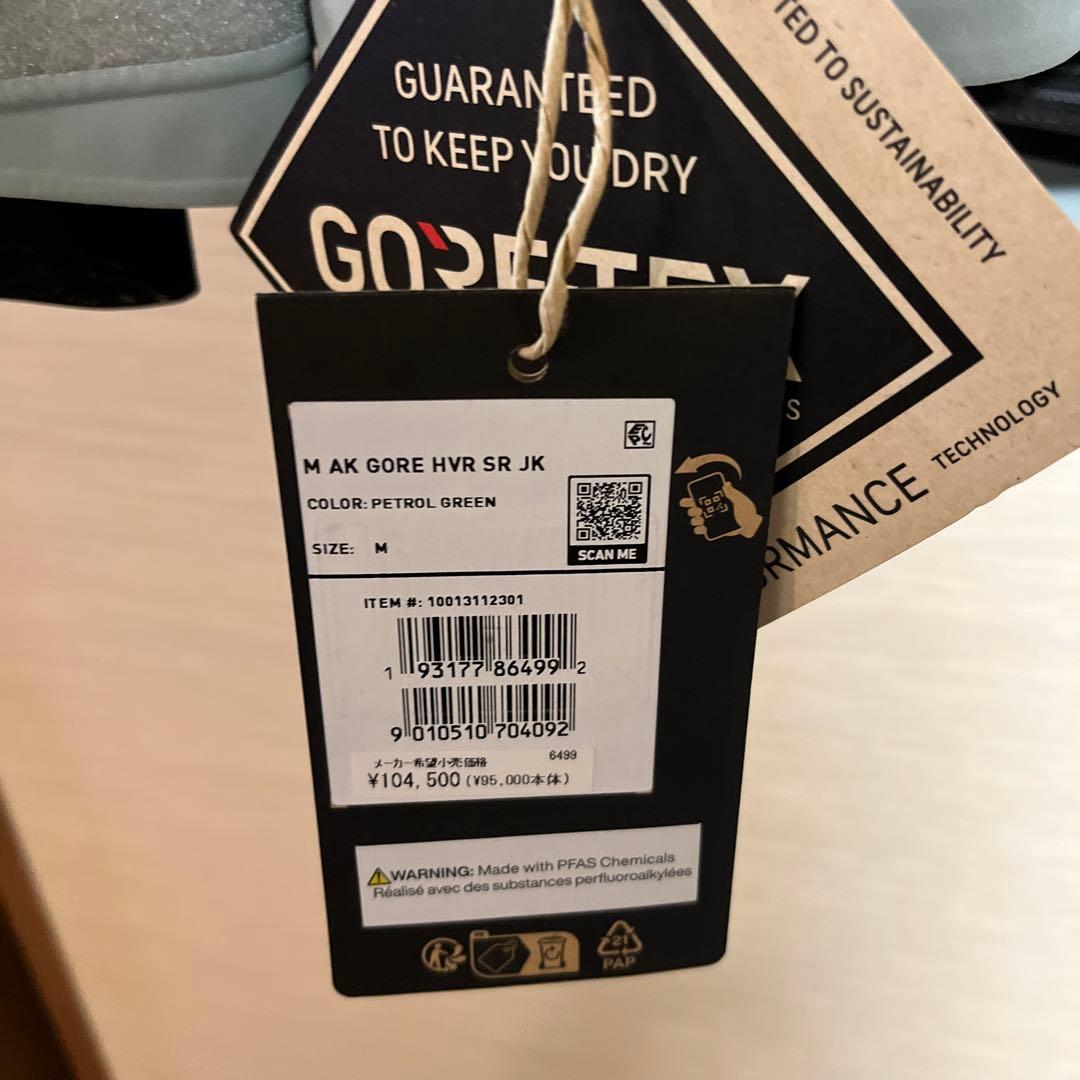 GUARANTEED
TO KEEP YOU DRY
GORE-TEX
TED TO SUSTAINABILITY
TECHNOLOGY
RMANCE
M AK GORE HVR SR JK
COLOR: PETROL GREEN
SIZE: M
SCAN ME
ITEM #: 10013112301
1 93177 86499 2
9 010510 704092
メーカー希望小売価格 6499
¥104,500 (¥95,000本体)
WARNING: Made with PFAS Chemicals
Réalisé avec des substances perfluoroalkylées
21
PAP